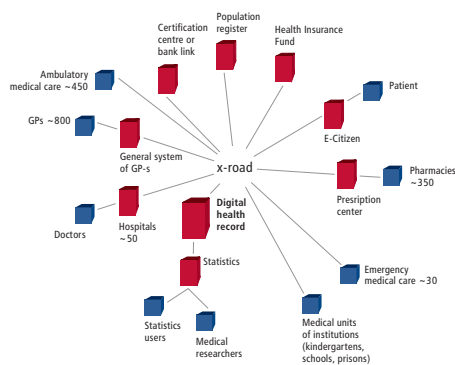 Population
register
Certification
centre or
bank link
Health Insurance
Fund
Ambulatory
medical care ~450
Patient
GPs ~800
E-Citizen
General system
of GP-s
x-road
Pharmacies
~350
Presription
center
Digital
health
record
Hospitals
~50
Doctors
Statistics
Emergency
medical care ~30
Medical units
of institutions
(kindergartens,
schools, prisons)
Statistics
users
Medical
researchers